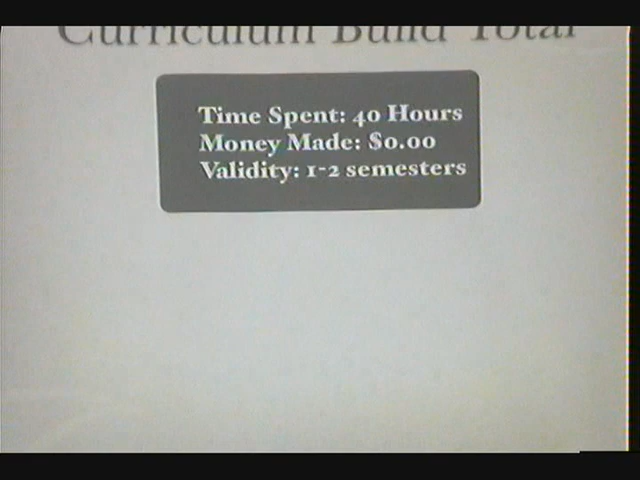 Curriculum Build Total
Time Spent: 40 Hours
Money Made: $0.00
Validity: 1-2 semesters